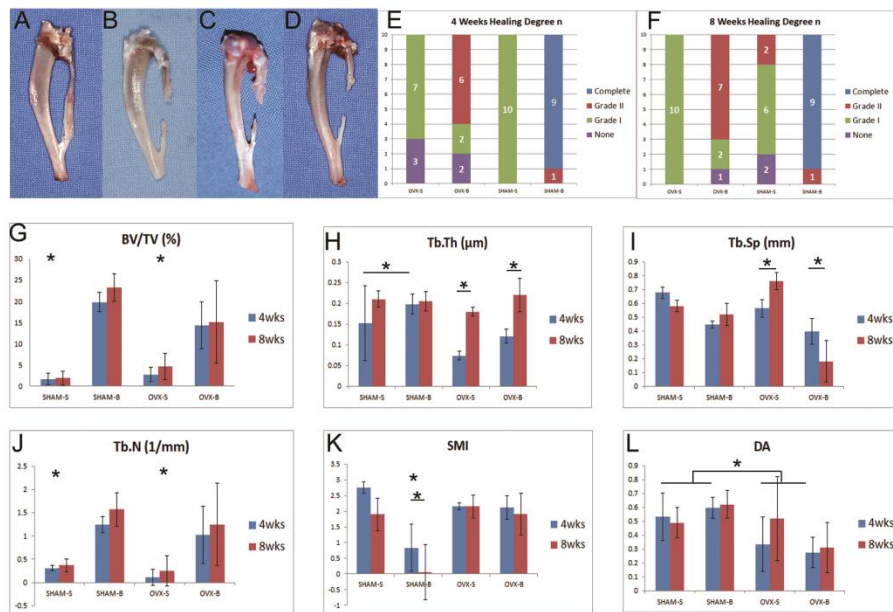 A B C D
E 4 Weeks Healing Degree n
10
9
8
7
6
5
4
3
2
1
0
7
3
6
2
2
10
9
1
OVX-S OVX-B SHAM-S SHAM-B
Complete
Grade II
Grade I
None
F 8 Weeks Healing Degree n
10
9
8
7
6
5
4
3
2
1
0
10
7
2
1
2
6
2
9
1
OVX-S OVX-B SHAM-S SHAM-B
Complete
Grade II
Grade I
None
G BV/TV (%)
30
25
20
15
10
5
0
* *
SHAM-S SHAM-B OVX-S OVX-B
4wks
8wks
H Tb.Th (μm)
0.3
0.25
0.2
0.15
0.1
0.05
0
* * *
SHAM-S SHAM-B OVX-S OVX-B
4wks
8wks
I Tb.Sp (mm)
0.9
0.8
0.7
0.6
0.5
0.4
0.3
0.2
0.1
0
* *
SHAM-S SHAM-B OVX-S OVX-B
4wks
8wks
J Tb.N (1/mm)
2.5
2
1.5
1
0.5
0
-0.5
* *
SHAM-S SHAM-B OVX-S OVX-B
4wks
8wks
K SMI
3.5
3
2.5
2
1.5
1
0.5
0
-0.5
-1
*
*
SHAM-S SHAM-B OVX-S OVX-B
4wks
8wks
L DA
0.9
0.8
0.7
0.6
0.5
0.4
0.3
0.2
0.1
0
*
SHAM-S SHAM-B OVX-S OVX-B
4wks
8wks